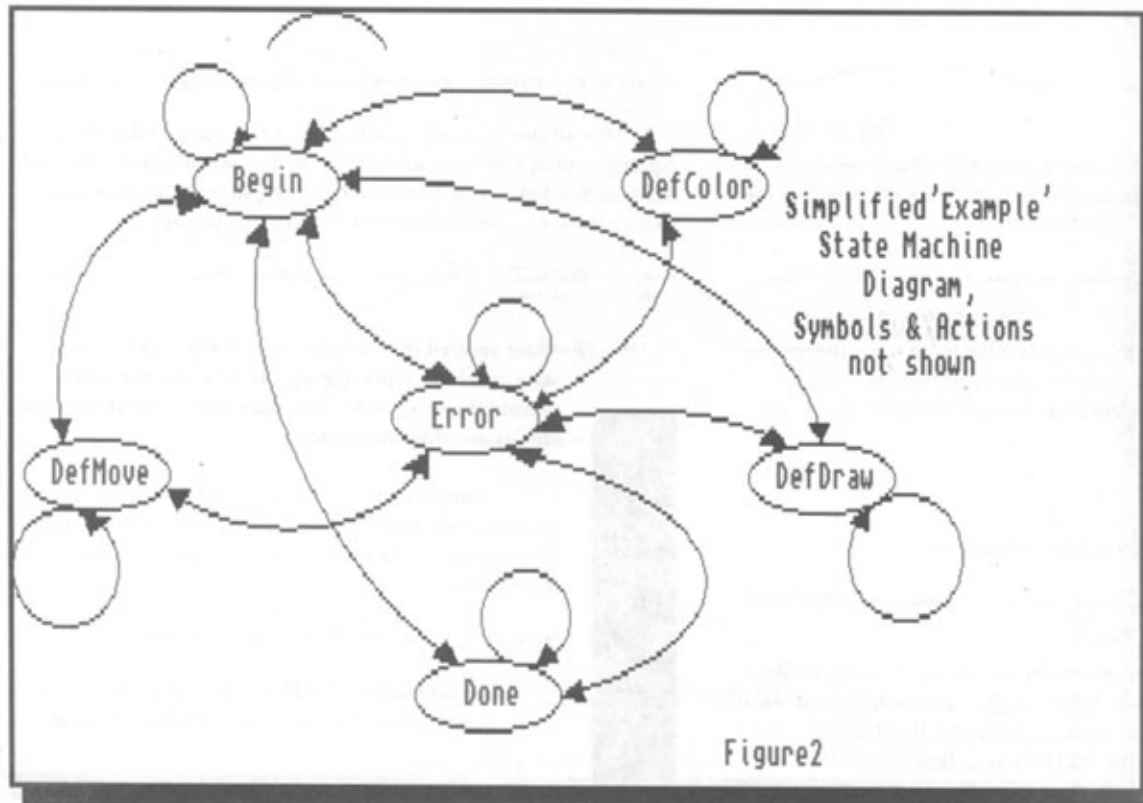 Begin
DefColor
Simplified 'Example'
State Machine
Diagram,
Symbols & Actions
not shown
Error
DefMove
DefDraw
Done
Figure2